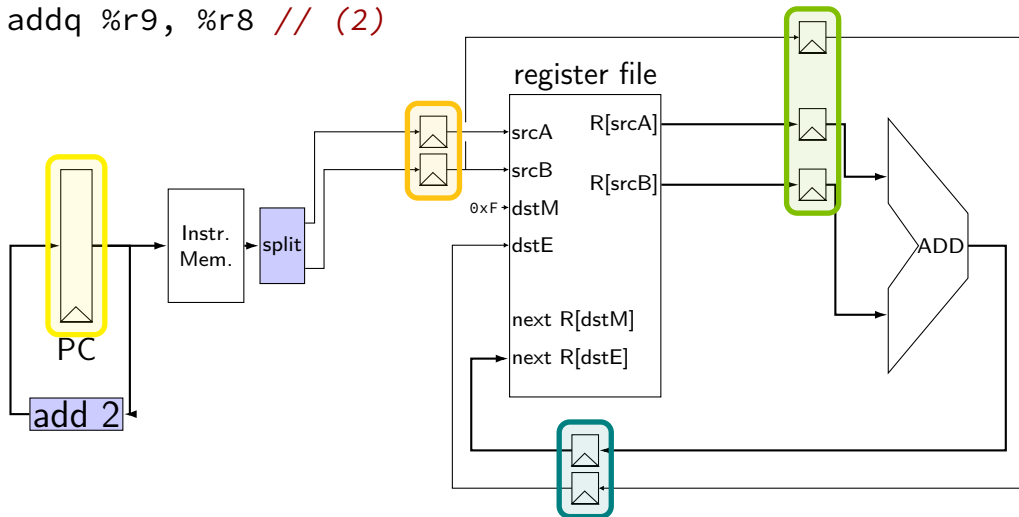 addq %r9, %r8 // (2)
register file
srcA
R[srcA]
srcB
R[srcB]
0xF
dstM
dstE
Instr.
Mem.
split
ADD
next R[dstM]
next R[dstE]
PC
add 2